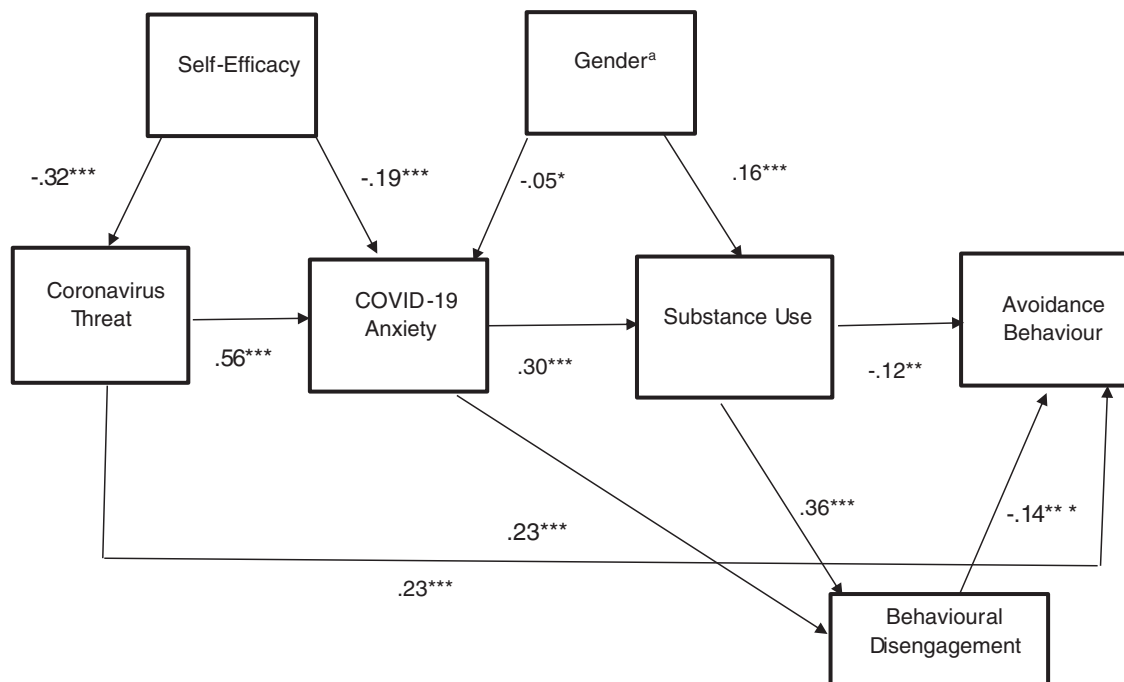 Self-Efficacy
Genderª
-.32***
-.19***
-.05*
.16***
Coronavirus
Threat
COVID-19
Anxiety
Substance Use
Avoidance
Behaviour
.56***
.30***
-.12**
.36***
-.14** *
.23***
.23***
Behavioural
Disengagement